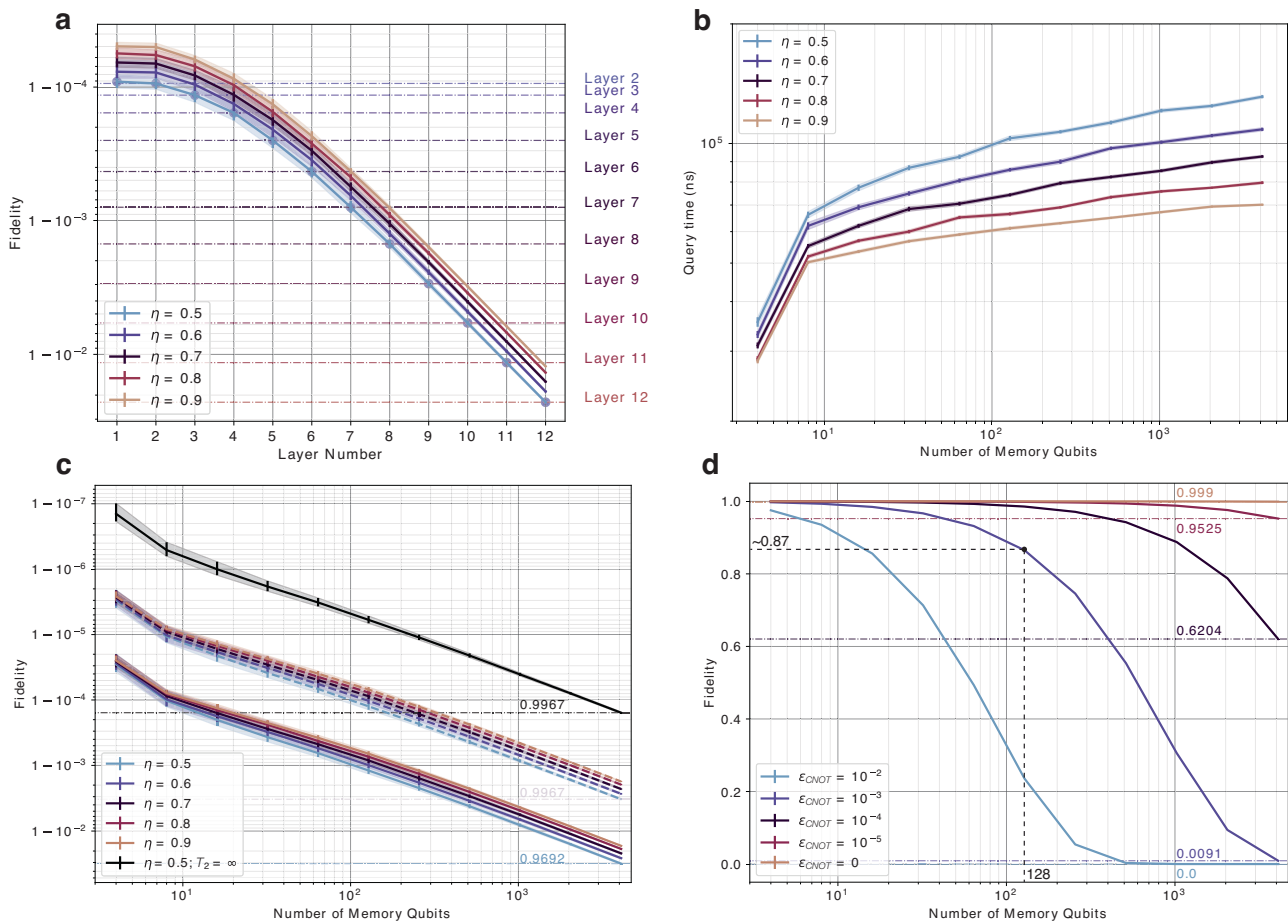 a
Fidelity
1 − 10⁻⁴
1 − 10⁻³
1 − 10⁻²
Layer 2
Layer 3
Layer 4
Layer 5
Layer 6
Layer 7
Layer 8
Layer 9
Layer 10
Layer 11
Layer 12
η = 0.5
η = 0.6
η = 0.7
η = 0.8
η = 0.9
1 2 3 4 5 6 7 8 9 10 11 12
Layer Number
b
Query time (ns)
10⁵
η = 0.5
η = 0.6
η = 0.7
η = 0.8
η = 0.9
10¹ 10² 10³
Number of Memory Qubits
c
Fidelity
1 − 10⁻⁷
1 − 10⁻⁶
1 − 10⁻⁵
1 − 10⁻⁴
1 − 10⁻³
1 − 10⁻²
0.9967
0.9967
0.9692
η = 0.5
η = 0.6
η = 0.7
η = 0.8
η = 0.9
η = 0.5; T₂ = ∞
10¹ 10² 10³
Number of Memory Qubits
d
Fidelity
1.0
0.8
0.6
0.4
0.2
0.0
0.999
0.9525
~0.87
0.6204
0.0091
0.0
128
ε_CNOT = 10⁻²
ε_CNOT = 10⁻³
ε_CNOT = 10⁻⁴
ε_CNOT = 10⁻⁵
ε_CNOT = 0
10¹ 10² 10³
Number of Memory Qubits